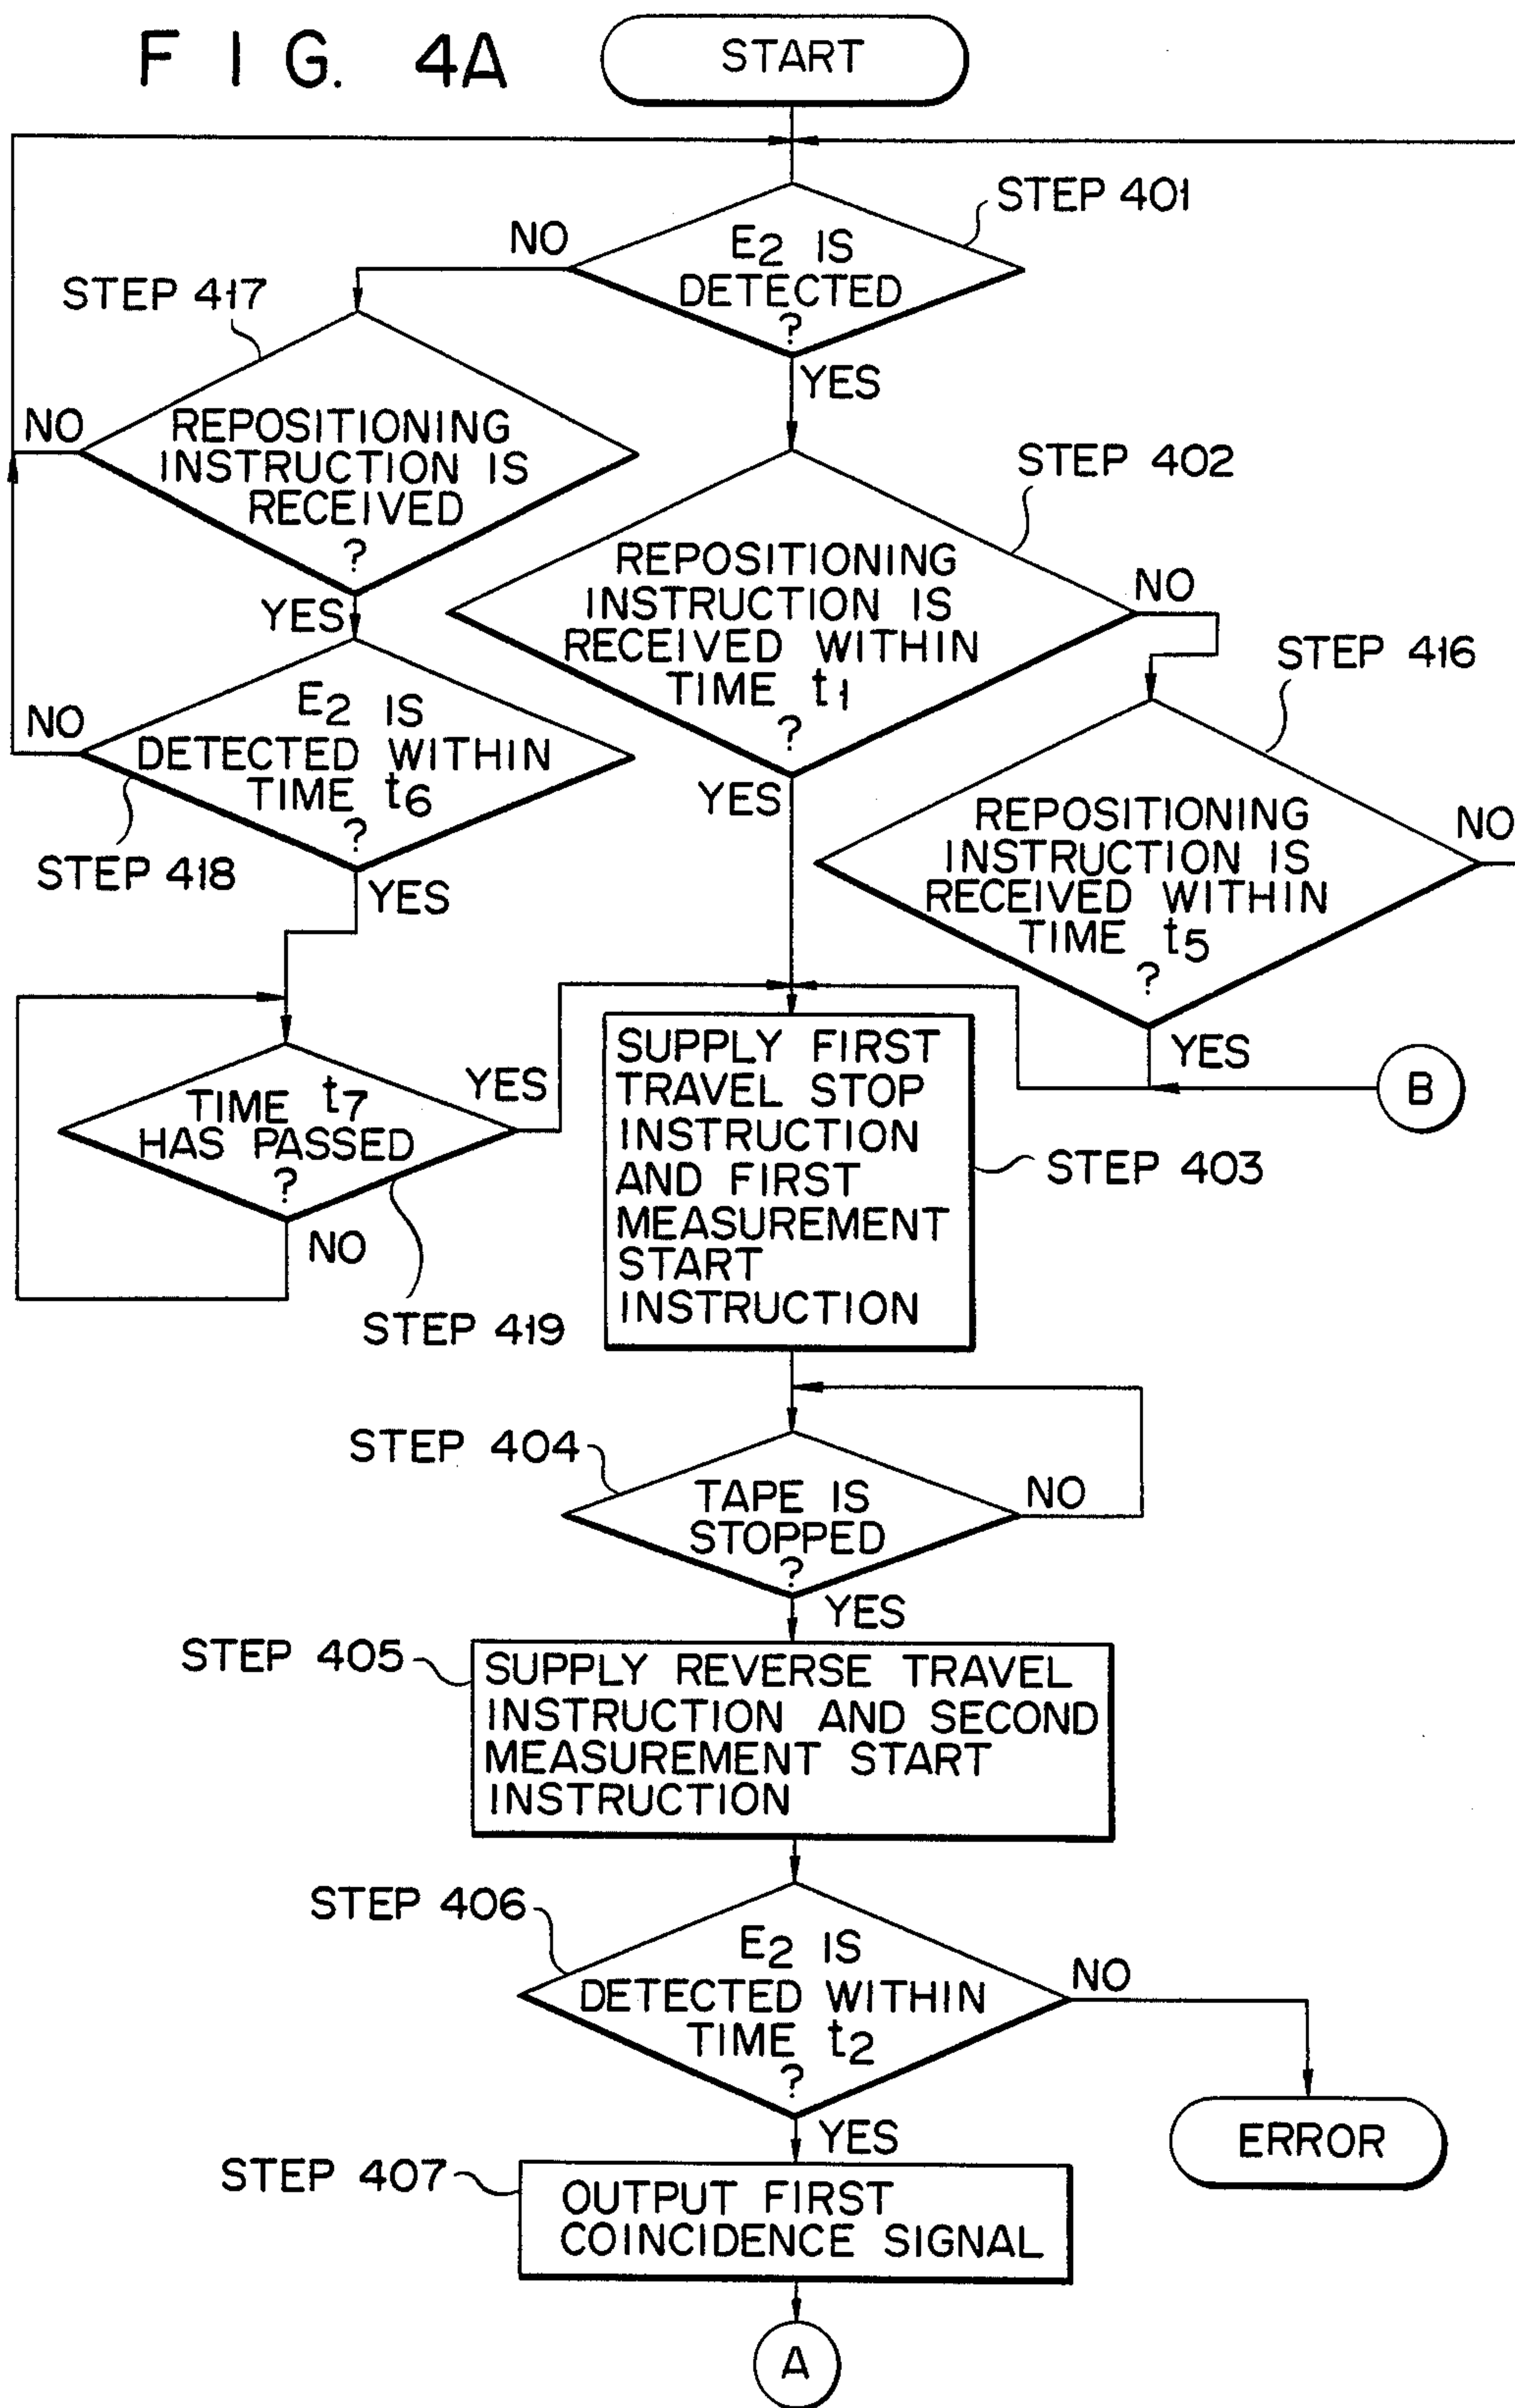 FIG. 4A
START
STEP 401
NO
E2 IS
DETECTED
?
YES
STEP 417
NO
REPOSITIONING
INSTRUCTION IS
RECEIVED
?
YES
STEP 402
REPOSITIONING
INSTRUCTION IS
RECEIVED WITHIN
TIME t1
?
NO
YES
STEP 416
REPOSITIONING
INSTRUCTION IS
RECEIVED WITHIN
TIME t5
?
NO
YES
B
NO
E2 IS
DETECTED WITHIN
TIME t6
?
STEP 418
YES
TIME t7
HAS PASSED
?
YES
NO
STEP 419
SUPPLY FIRST
TRAVEL STOP
INSTRUCTION
AND FIRST
MEASUREMENT
START
INSTRUCTION
STEP 403
STEP 404
TAPE IS
STOPPED
?
NO
YES
STEP 405
SUPPLY REVERSE TRAVEL
INSTRUCTION AND SECOND
MEASUREMENT START
INSTRUCTION
STEP 406
E2 IS
DETECTED WITHIN
TIME t2
?
NO
ERROR
YES
STEP 407
OUTPUT FIRST
COINCIDENCE SIGNAL
A